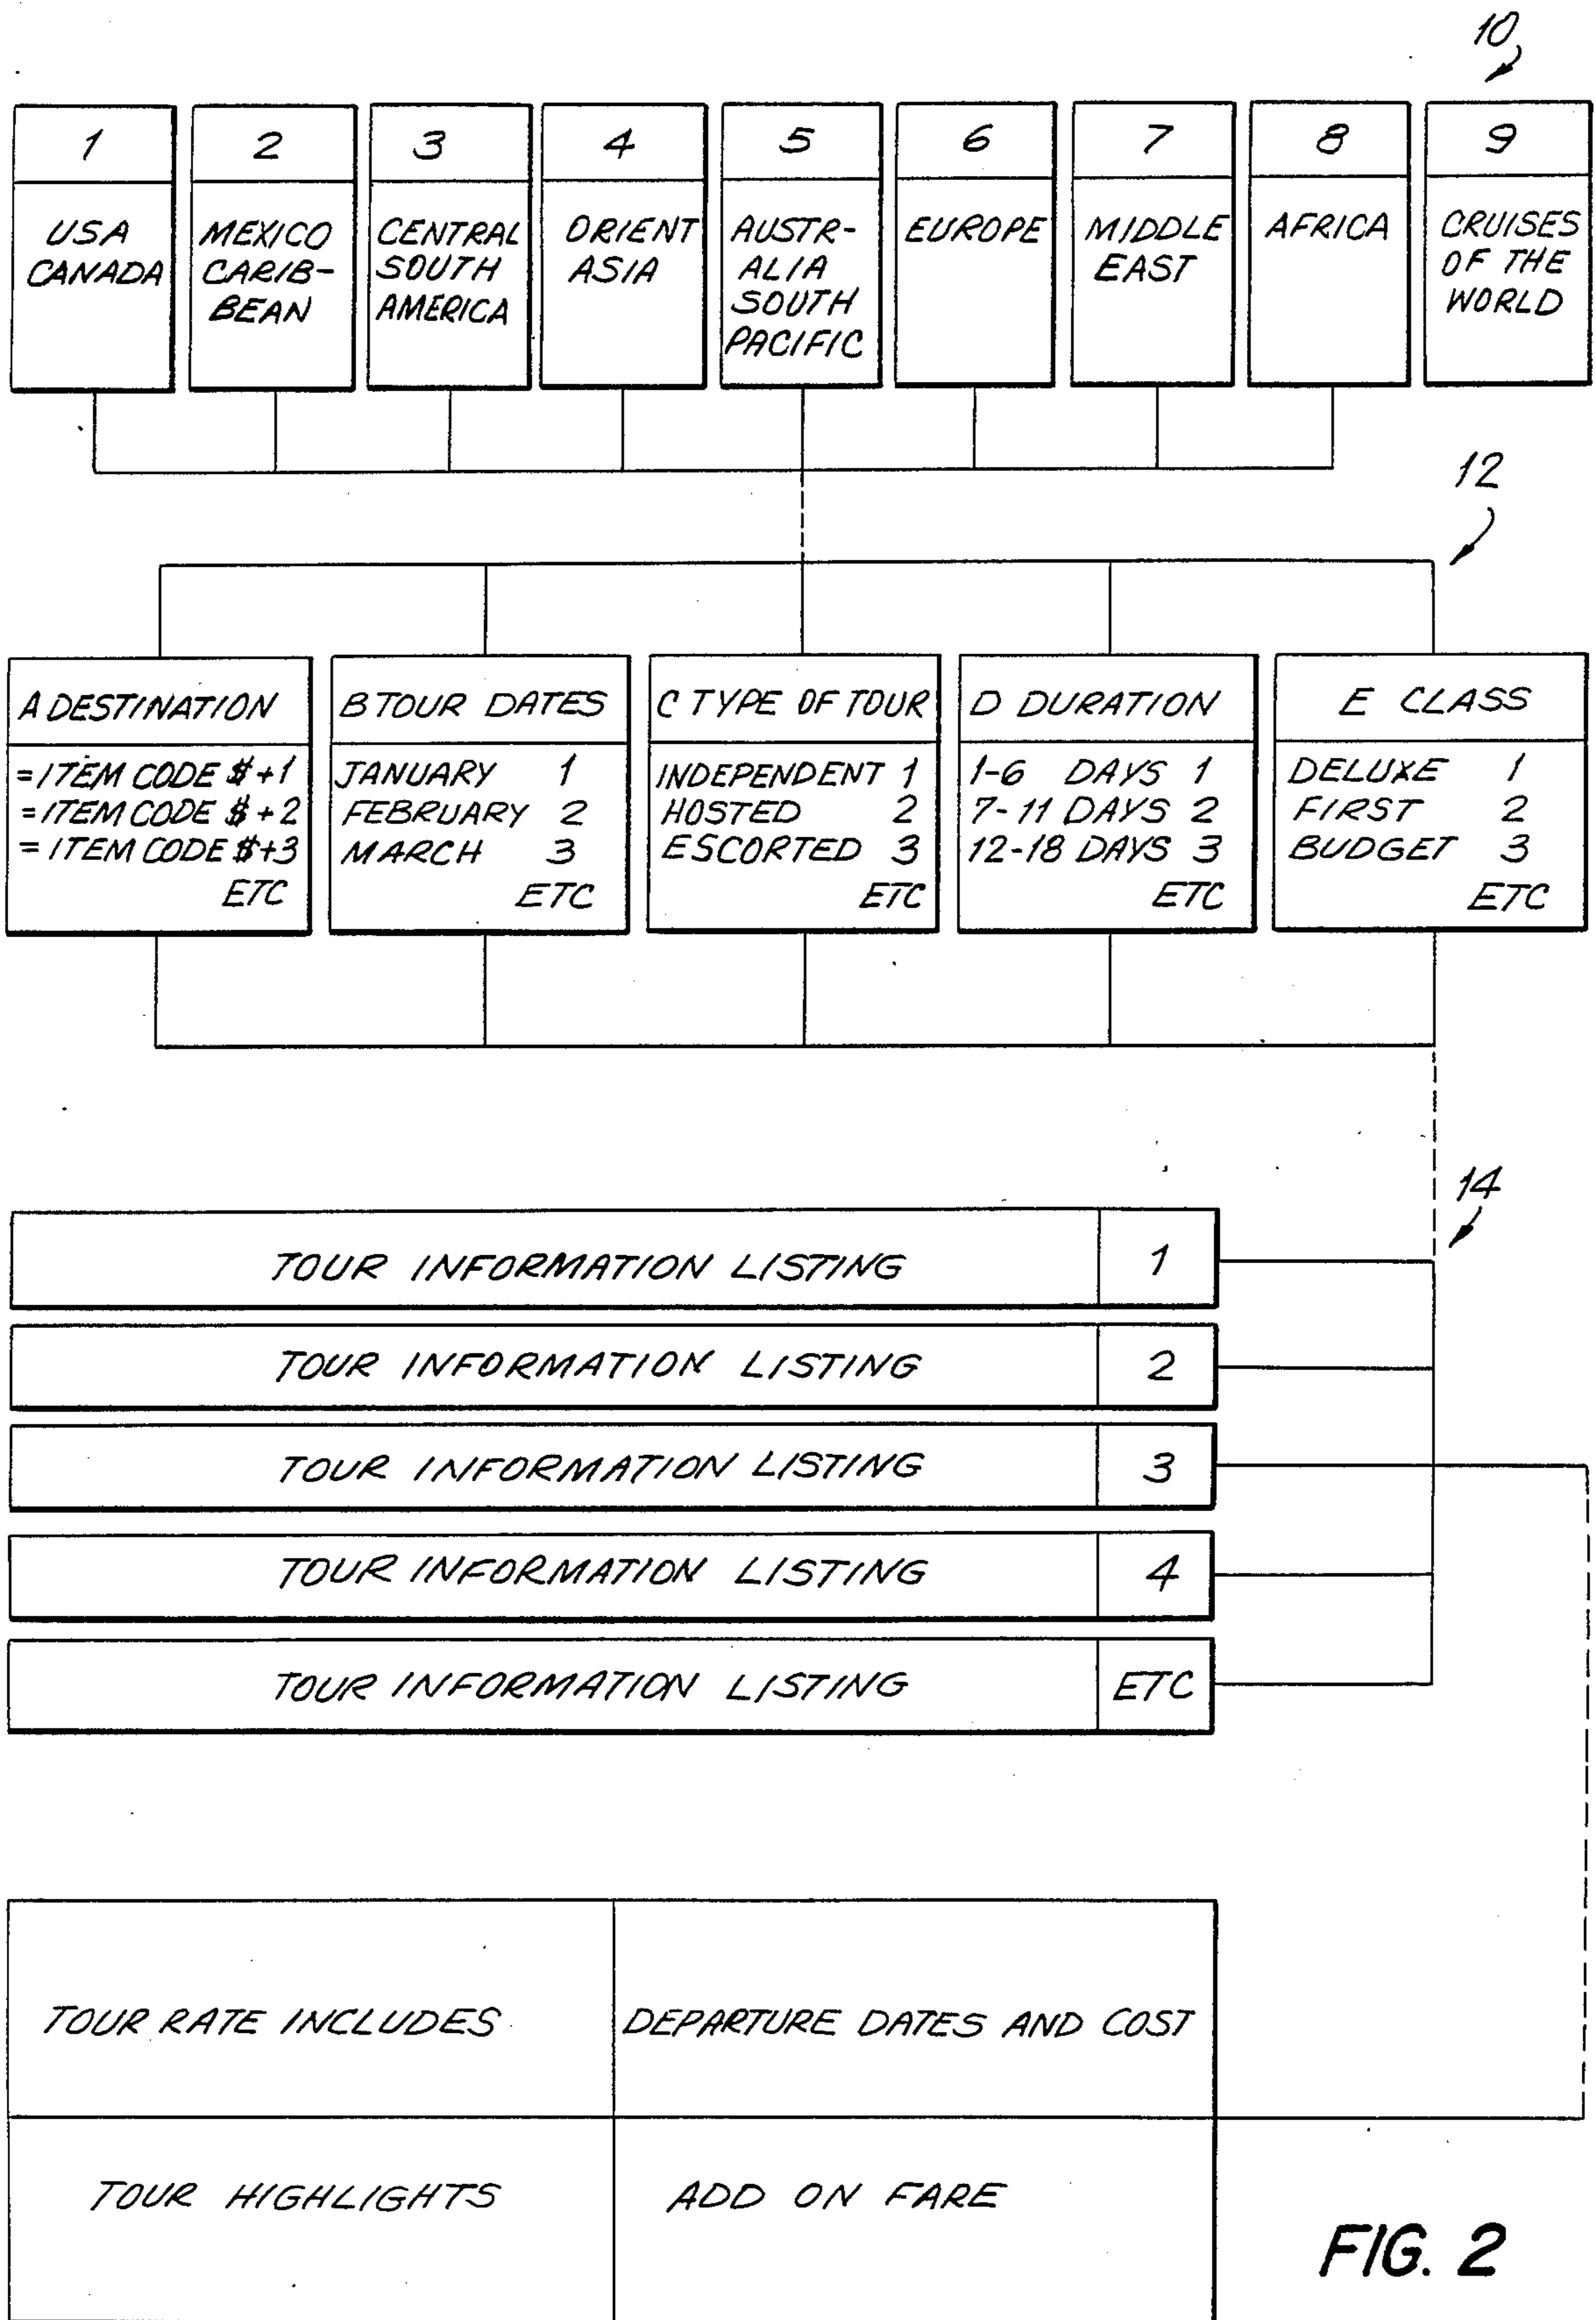 10
1
2
3
4
5
6
7
8
9
USA
CANADA
MEXICO
CARIB-
BEAN
CENTRAL
SOUTH
AMERICA
ORIENT
ASIA
AUSTR-
ALIA
SOUTH
PACIFIC
EUROPE
MIDDLE
EAST
AFRICA
CRUISES
OF THE
WORLD
12
A DESTINATION
= ITEM CODE $+1
= ITEM CODE $+2
= ITEM CODE $+3
ETC
B TOUR DATES
JANUARY 1
FEBRUARY 2
MARCH 3
ETC
C TYPE OF TOUR
INDEPENDENT 1
HOSTED 2
ESCORTED 3
ETC
D DURATION
1-6 DAYS 1
7-11 DAYS 2
12-18 DAYS 3
ETC
E CLASS
DELUXE 1
FIRST 2
BUDGET 3
ETC
14
TOUR INFORMATION LISTING 1
TOUR INFORMATION LISTING 2
TOUR INFORMATION LISTING 3
TOUR INFORMATION LISTING 4
TOUR INFORMATION LISTING ETC
TOUR RATE INCLUDES
DEPARTURE DATES AND COST
TOUR HIGHLIGHTS
ADD ON FARE
FIG. 2